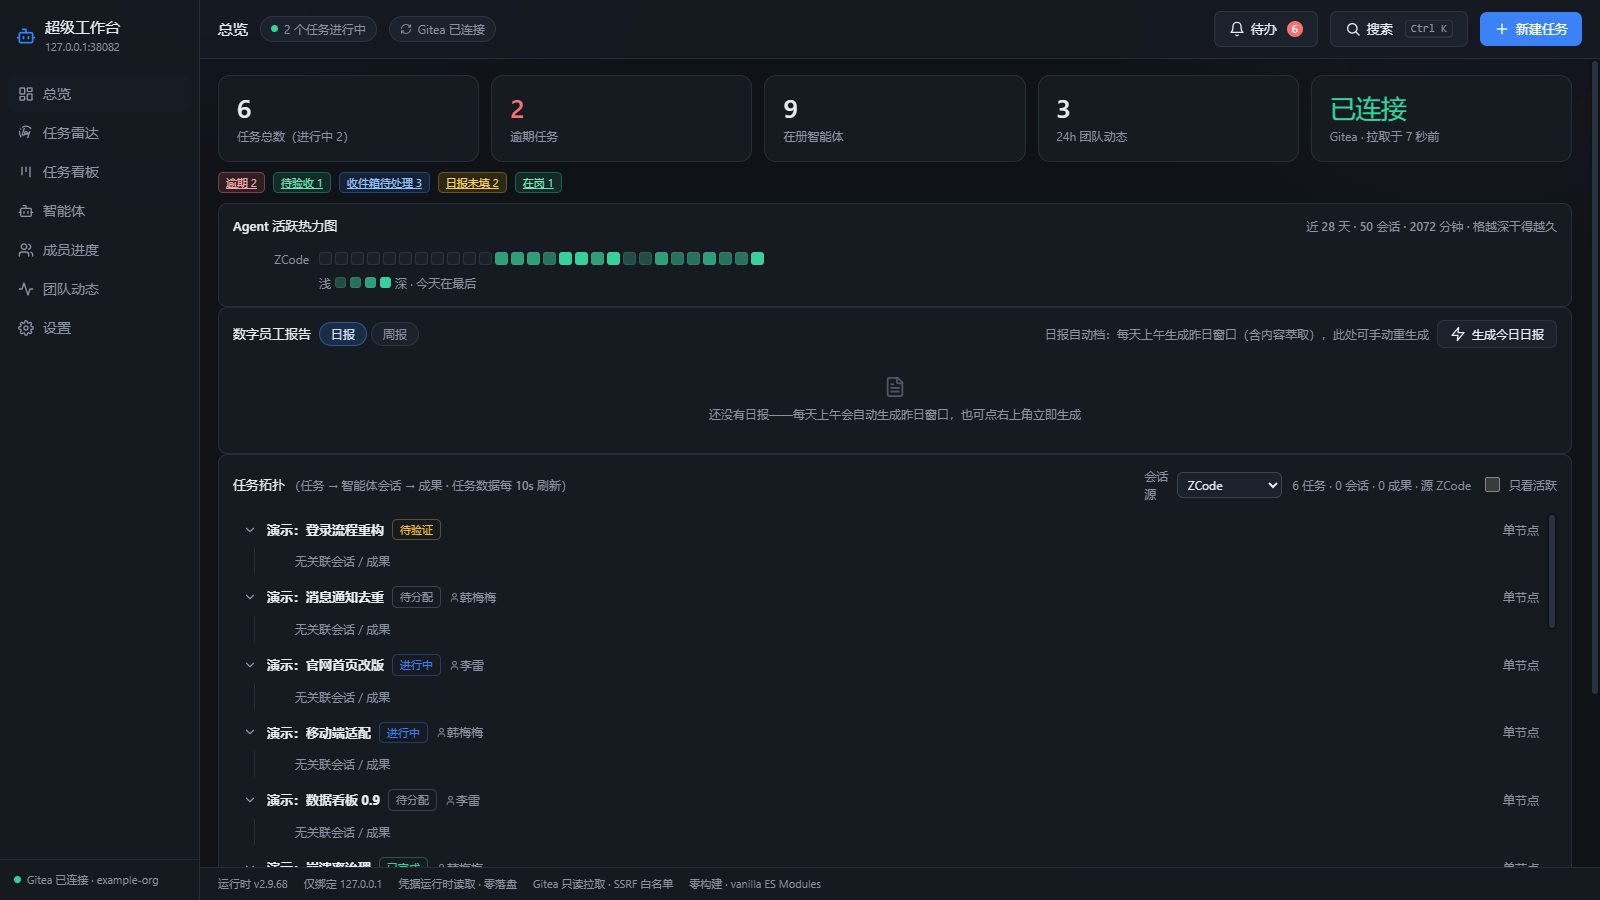 超级工作台
127.0.0.1:38082
总览
任务雷达
任务看板
智能体
成员进度
团队动态
设置
Gitea 已连接 · example-org
总览
2 个任务进行中
Gitea 已连接
待办 6
搜索 Ctrl K
新建任务
6
任务总数（进行中 2）
2
逾期任务
9
在册智能体
3
24h 团队动态
已连接
Gitea · 拉取于 7 秒前
逾期 2
待验收 1
收件箱待处理 3
日报未填 2
在岗 1
Agent 活跃热力图
近 28 天 · 50 会话 · 2072 分钟 · 格越深干得越久
ZCode
浅 深 · 今天在最后
数字员工报告 日报 周报
日报自动档：每天上午生成昨日窗口（含内容萃取），此处可手动重生成
生成今日日报
还没有日报——每天上午会自动生成昨日窗口，也可点右上角立即生成
任务拓扑 （任务 → 智能体会话 → 成果 · 任务数据每 10s 刷新）
会话源
ZCode
6 任务 · 0 会话 · 0 成果 · 源 ZCode
只看活跃
演示：登录流程重构 待验证 单节点
无关联会话 / 成果
演示：消息通知去重 待分配 韩梅梅 单节点
无关联会话 / 成果
演示：官网首页改版 进行中 李雷 单节点
无关联会话 / 成果
演示：移动端适配 进行中 韩梅梅 单节点
无关联会话 / 成果
演示：数据看板 0.9 待分配 李雷 单节点
无关联会话 / 成果
演示： 已完成 韩梅梅 单节点
运行时 v2.9.68 仅绑定 127.0.0.1 凭据运行时读取 · 零落盘 Gitea 只读拉取 · SSRF 白名单 零构建 · vanilla ES Modules